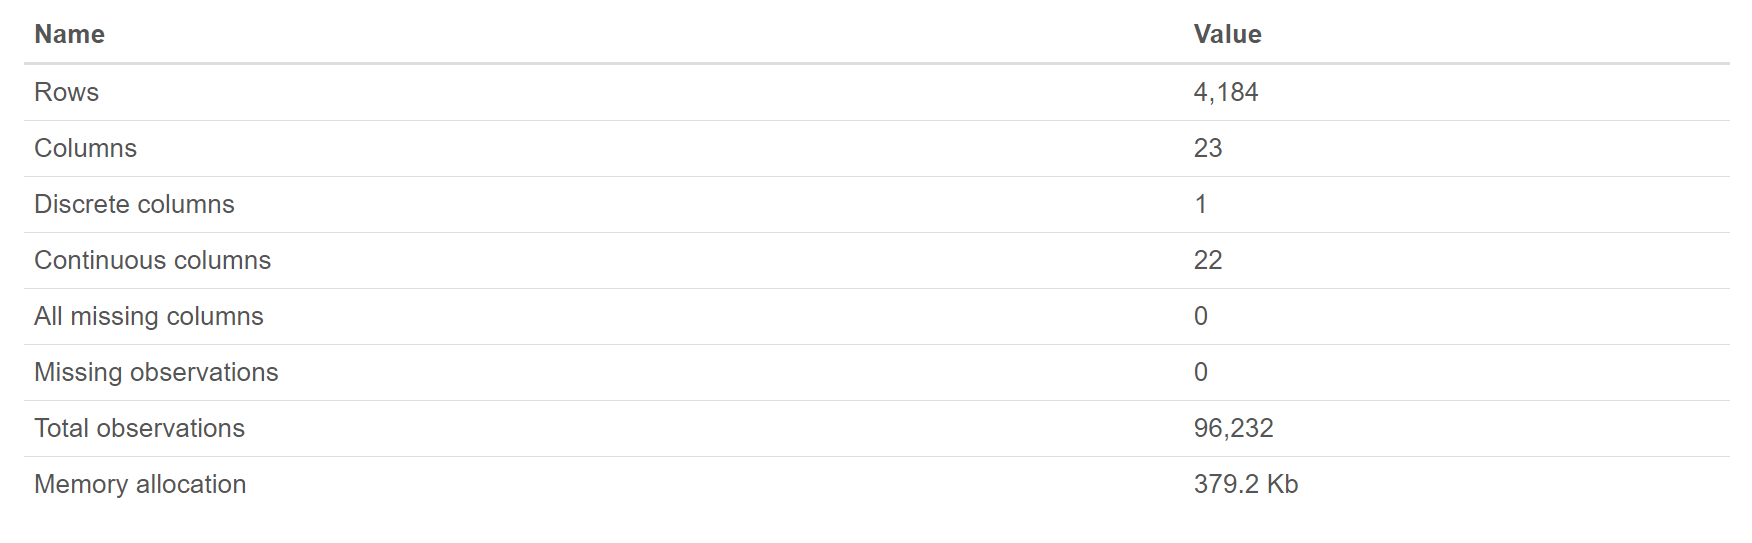 Name Value
Rows 4,184
Columns 23
Discrete columns 1
Continuous columns 22
All missing columns 0
Missing observations 0
Total observations 96,232
Memory allocation 379.2 Kb